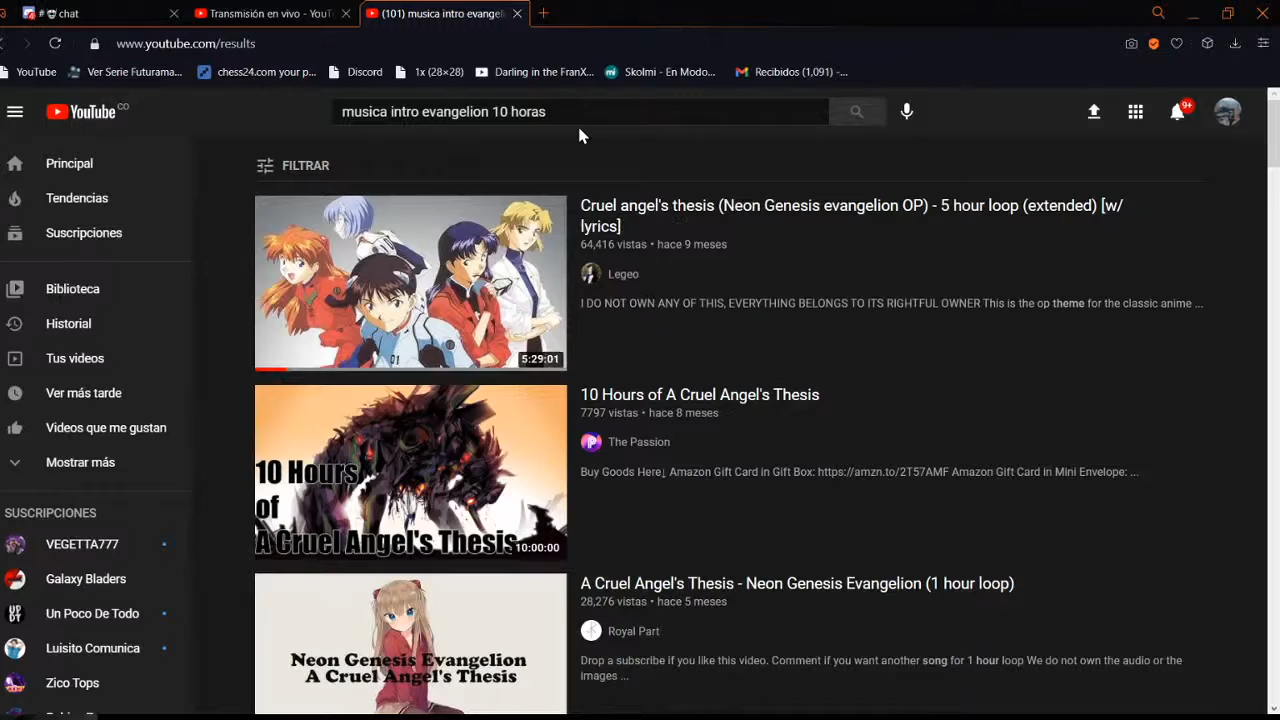 # chat
Transmisión en vivo - YouT
(101) musica intro evangel
www.youtube.com/results
YouTube
Ver Serie Futurama...
chess24.com your p...
Discord
1x (28×28)
Darling in the FranX...
Skolmi - En Modo...
Recibidos (1,091) -...
YouTube CO
musica intro evangelion 10 horas
9+
Principal
Tendencias
Suscripciones
Biblioteca
Historial
Tus videos
Ver más tarde
Videos que me gustan
Mostrar más
SUSCRIPCIONES
VEGETTA777
Galaxy Bladers
Un Poco De Todo
Luisito Comunica
Zico Tops
FILTRAR
5:29:01
Cruel angel's thesis (Neon Genesis evangelion OP) - 5 hour loop (extended) [w/
lyrics]
64,416 vistas • hace 9 meses
Legeo
I DO NOT OWN ANY OF THIS, EVERYTHING BELONGS TO ITS RIGHTFUL OWNER This is the op theme for the classic anime ...
10 Hours
of
A Cruel Angel's Thesis
10:00:00
10 Hours of A Cruel Angel's Thesis
7797 vistas • hace 8 meses
The Passion
Buy Goods Here↓ Amazon Gift Card in Gift Box: https://amzn.to/2T57AMF Amazon Gift Card in Mini Envelope: ...
Neon Genesis Evangelion
A Cruel Angel's Thesis
A Cruel Angel's Thesis - Neon Genesis Evangelion (1 hour loop)
28,276 vistas • hace 5 meses
Royal Part
Drop a subscribe if you like this video. Comment if you want another song for 1 hour loop We do not own the audio or the
images ...